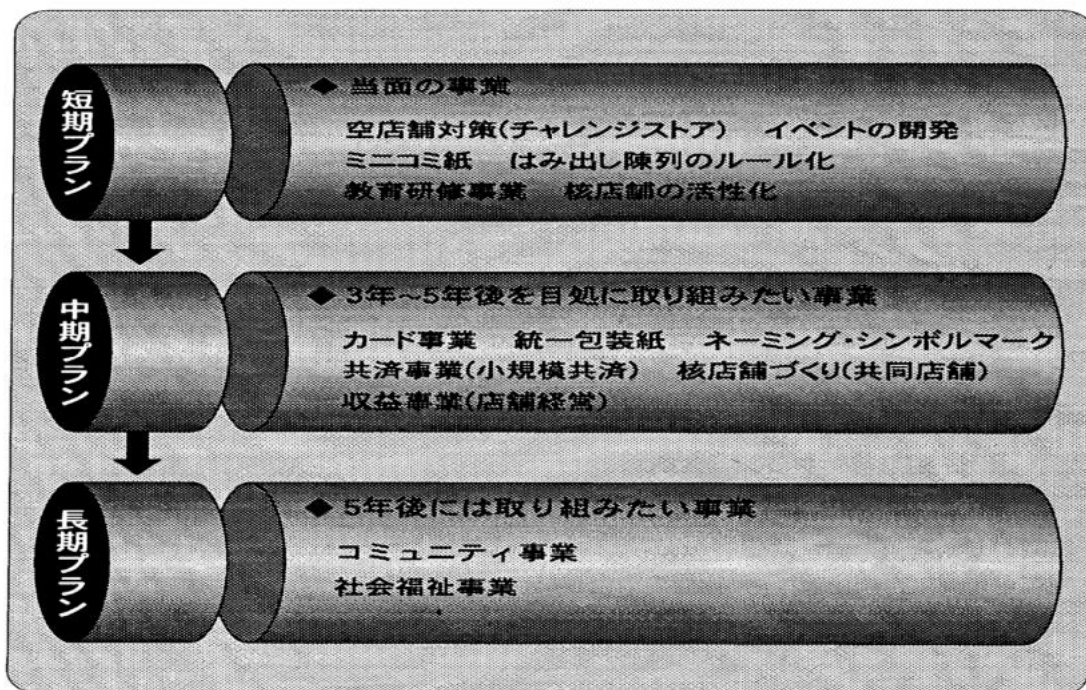 短期プラン
◆ 当面の事業
空店舗対策(チャレンジストア)　イベントの開発
ミニコミ紙　はみ出し陳列のルール化
教育研修事業　核店舗の活性化
中期プラン
◆ 3年～5年後を目処に取り組みたい事業
カード事業　統一包装紙　ネーミング・シンボルマーク
共済事業(小規模共済)　核店舗づくり(共同店舗)
収益事業(店舗経営)
長期プラン
◆ 5年後には取り組みたい事業
コミュニティ事業
社会福祉事業